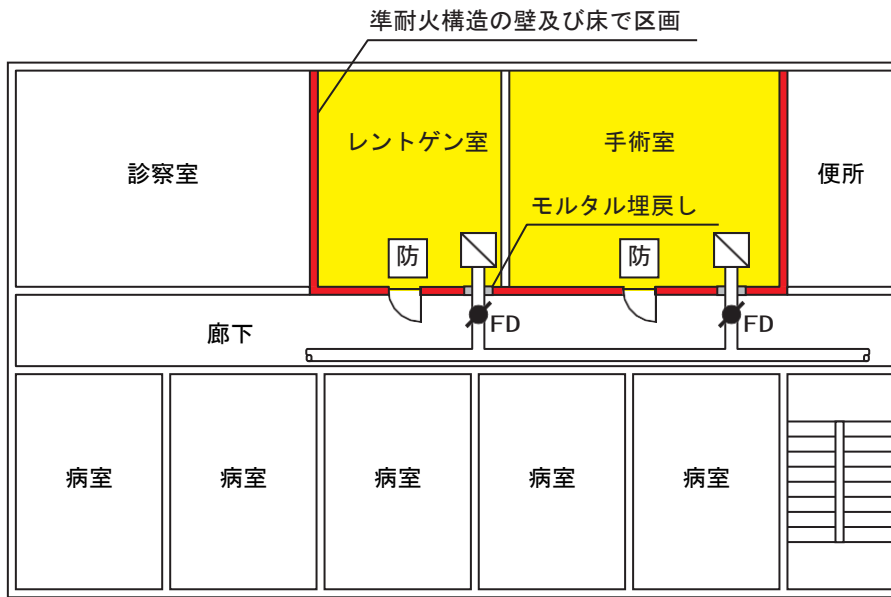 準耐火構造の壁及び床で区画
レントゲン室
手術室
診察室
便所
モルタル埋戻し
防
防
FD
FD
廊下
病室
病室
病室
病室
病室